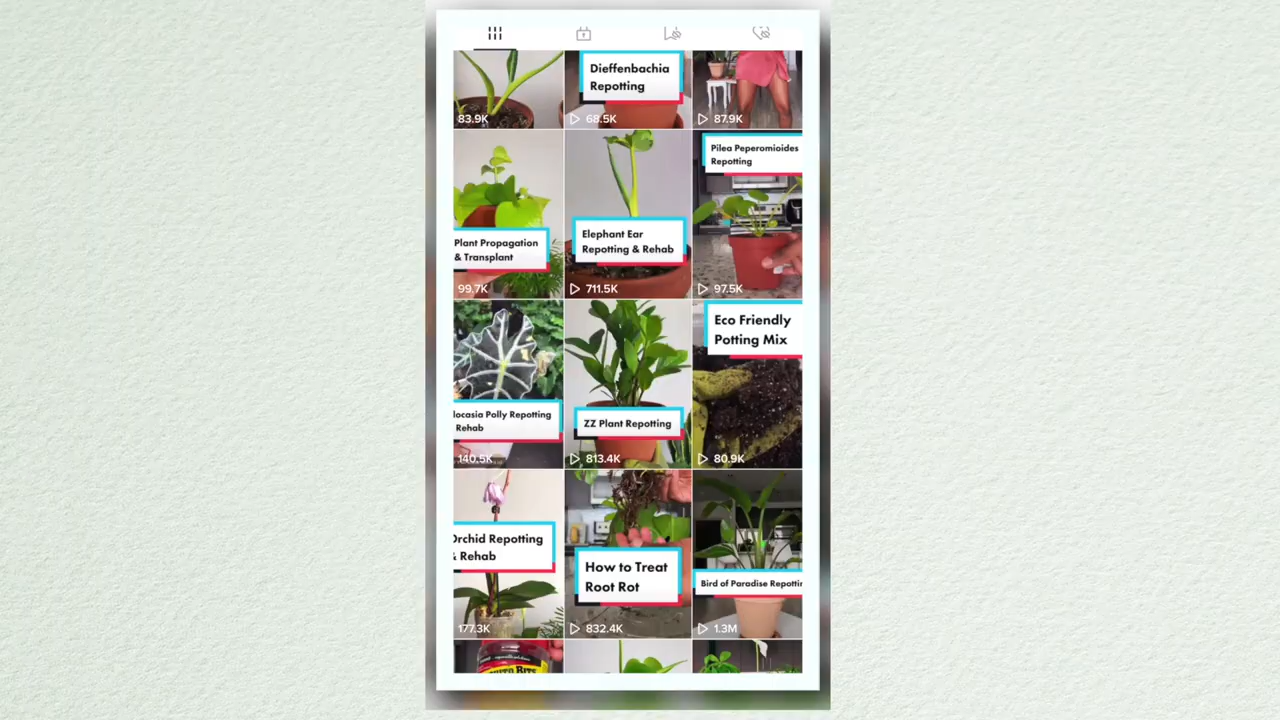 Dieffenbachia
Repotting
83.9K
68.5K
87.9K
Plant Propagation
& Transplant
99.7K
Elephant Ear
Repotting & Rehab
711.5K
Pilea Peperomioides
Repotting
97.5K
locasia Polly Repotting
Rehab
140.5K
ZZ Plant Repotting
813.4K
Eco Friendly
Potting Mix
80.9K
Orchid Repotting
& Rehab
177.3K
How to Treat
Root Rot
832.4K
Bird of Paradise Repottin
1.3M